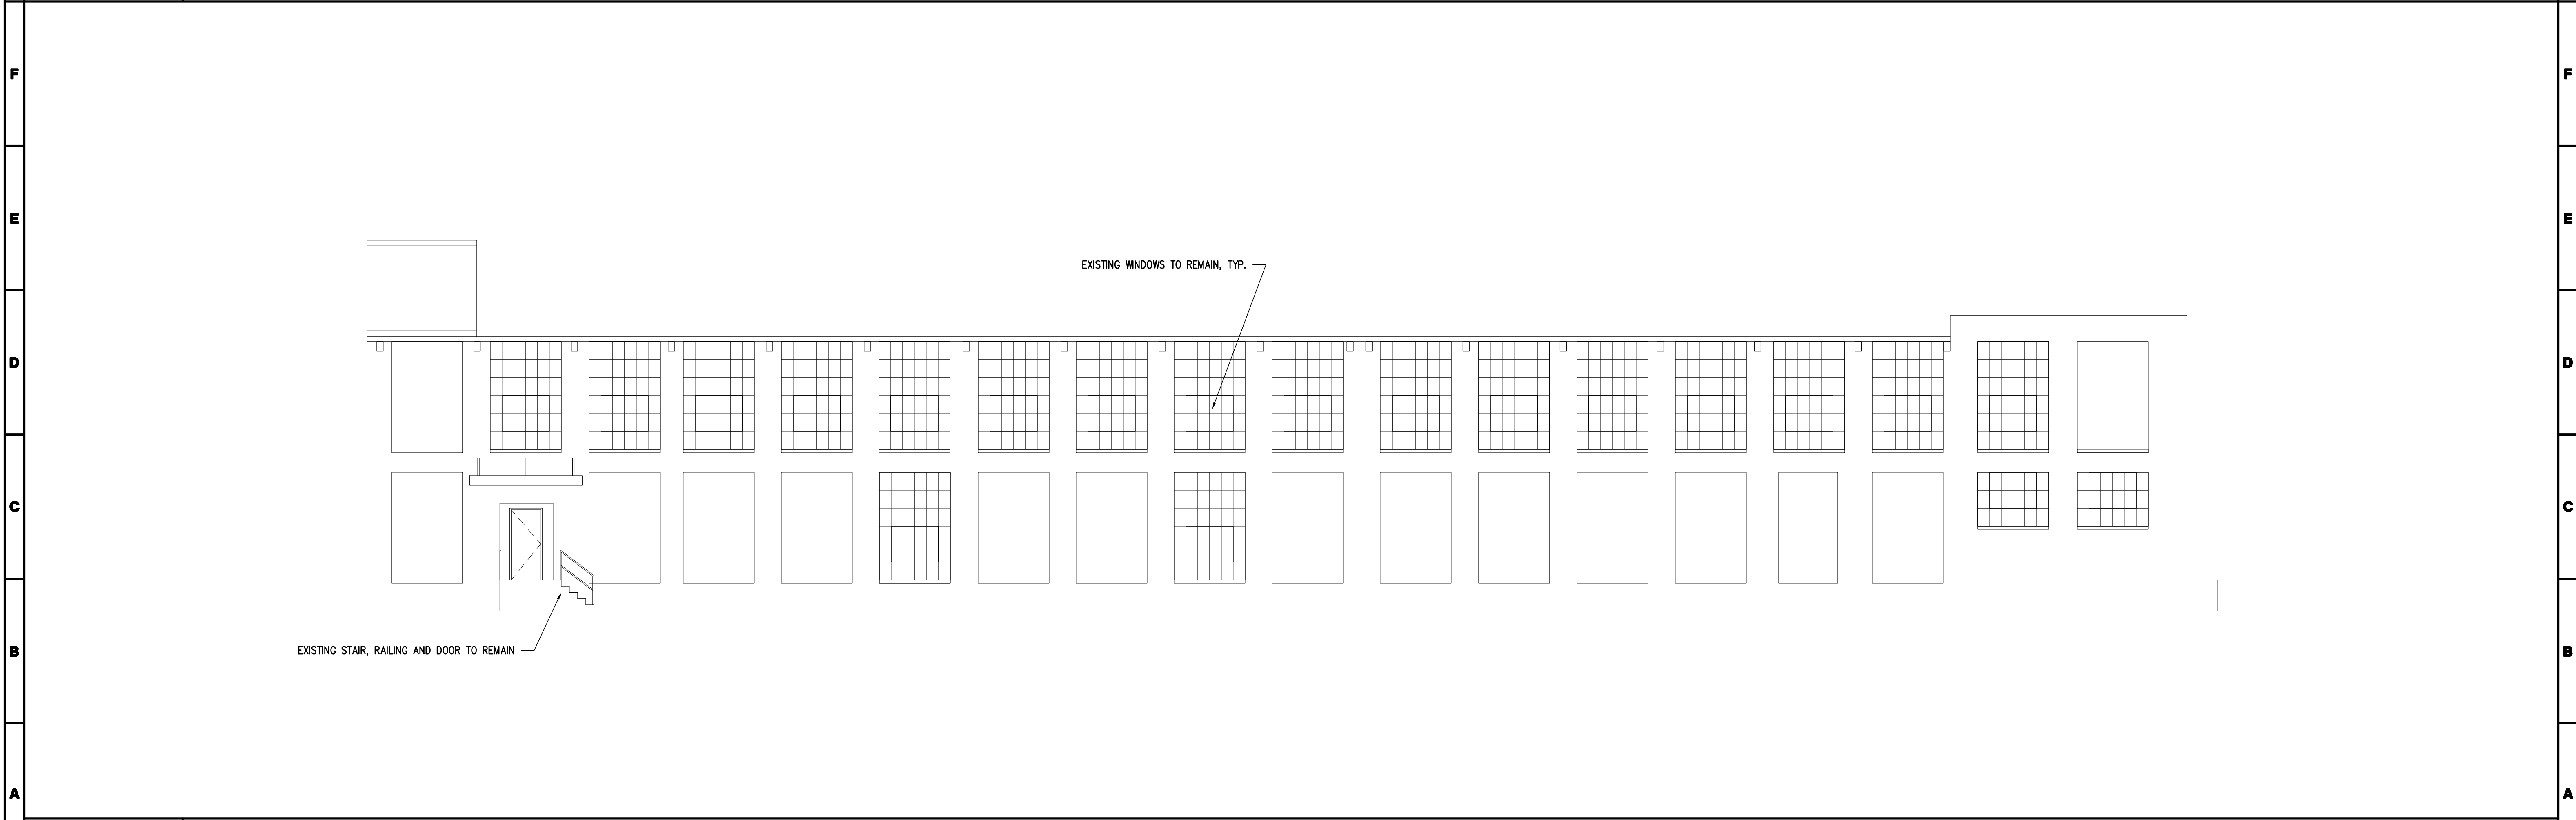 F F
E E
EXISTING WINDOWS TO REMAIN, TYP.
D D
C C
B B
EXISTING STAIR, RAILING AND DOOR TO REMAIN
A A